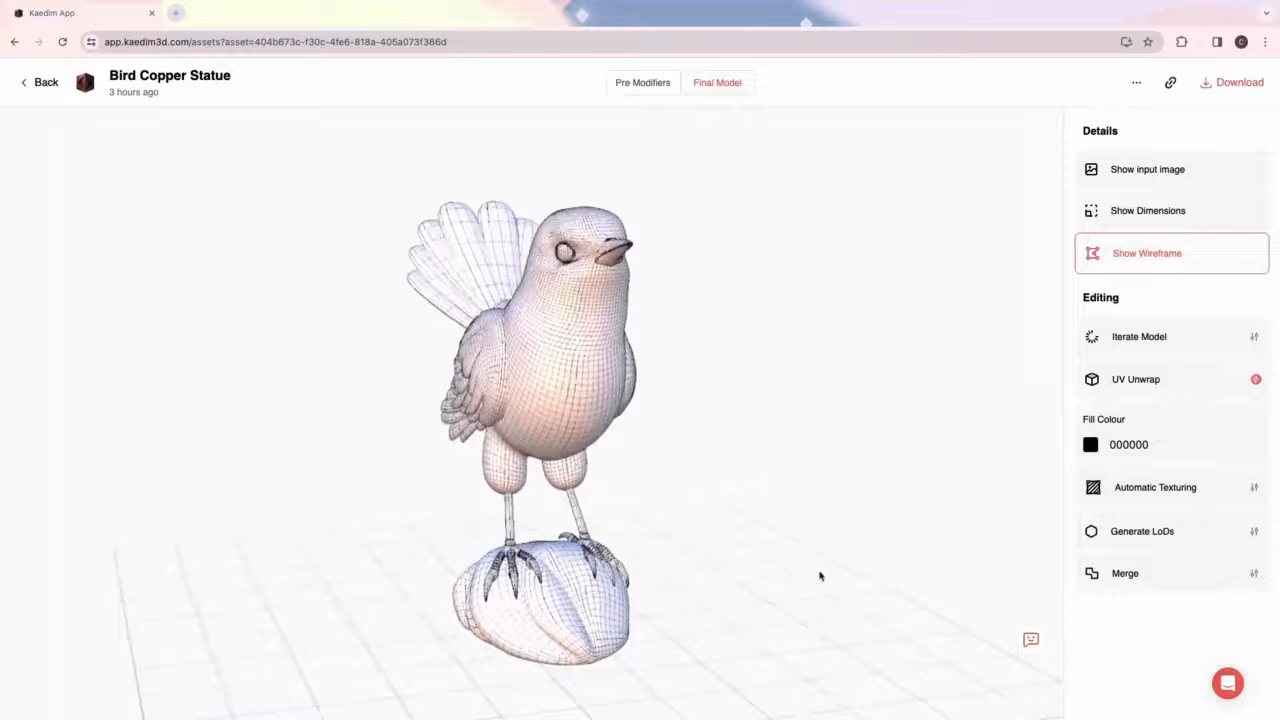 Kaedim App
app.kaedim3d.com/assets?asset=404b673c-f30c-4fe6-818a-405a073f386d
C
Back
Bird Copper Statue
3 hours ago
Pre Modifiers
Final Model
Download
Details
Show input image
Show Dimensions
Show Wireframe
Editing
Iterate Model
UV Unwrap
Fill Colour
000000
Automatic Texturing
Generate LoDs
Merge